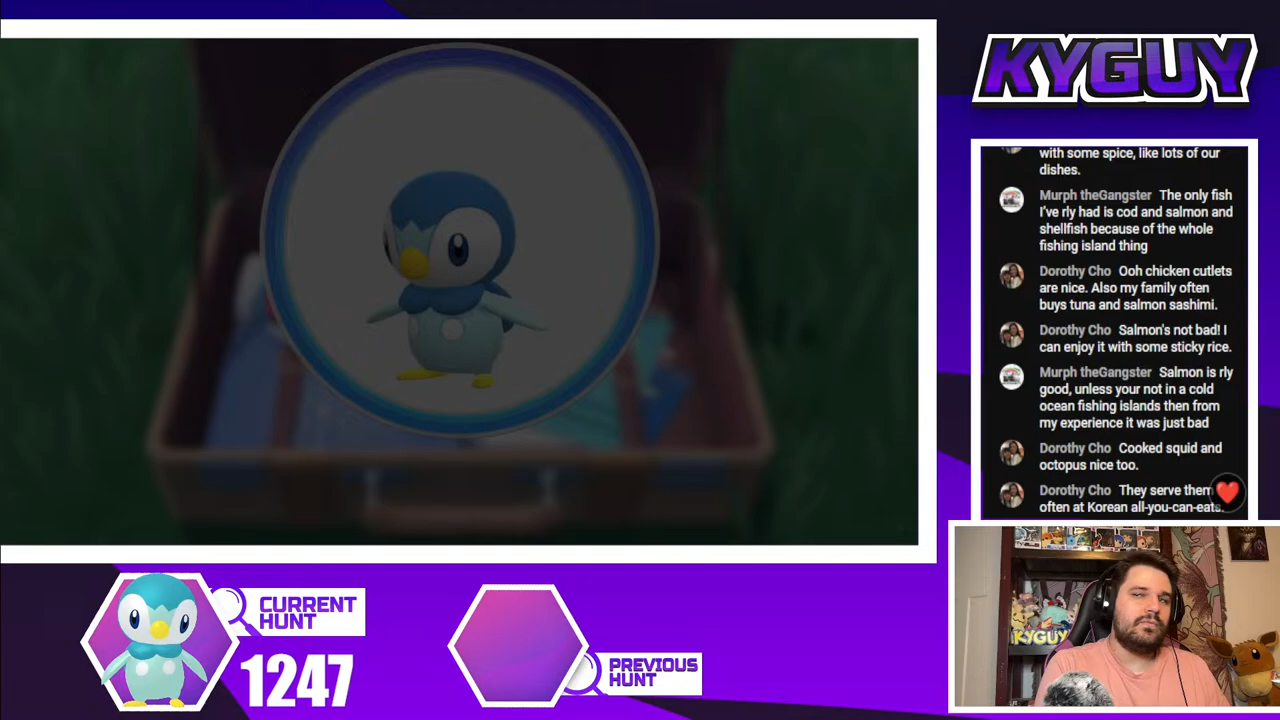 KYGUY
with some spice, like lots of our
dishes.
Murph theGangster The only fish
I've rly had is cod and salmon and
shellfish because of the whole
fishing island thing
Dorothy Cho Ooh chicken cutlets
are nice. Also my family often
buys tuna and salmon sashimi.
Dorothy Cho Salmon's not bad! I
can enjoy it with some sticky rice.
Murph theGangster Salmon is rly
good, unless your not in a cold
ocean fishing islands then from
my experience it was just bad
Dorothy Cho Cooked squid and
octopus nice too.
Dorothy Cho They serve them
often at Korean all-you-can-eats.
CURRENT
HUNT
1247
PREVIOUS
HUNT
KYGUY